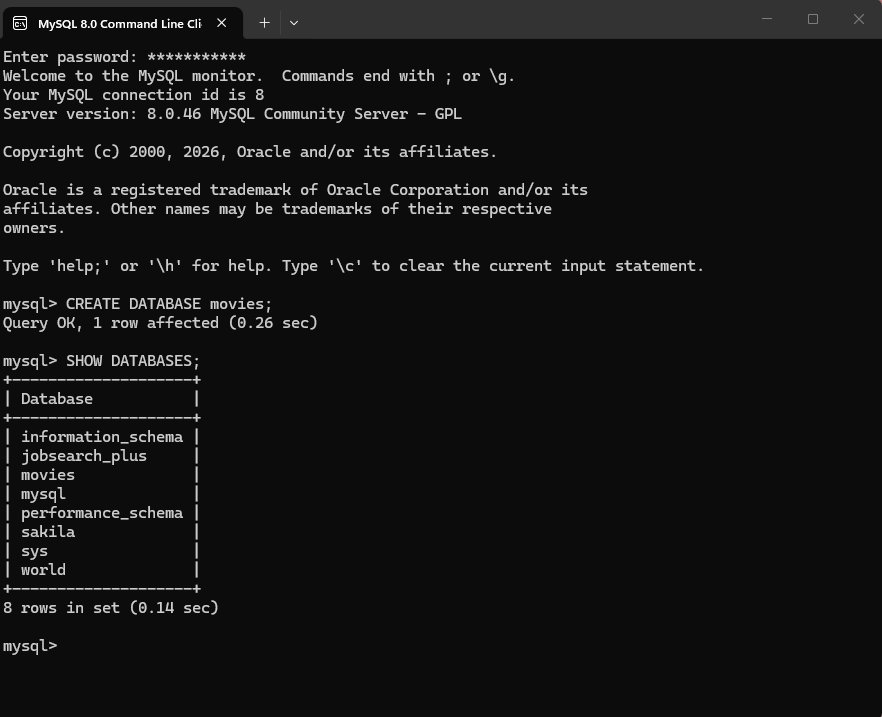 MySQL 8.0 Command Line Cli
Enter password: ***********
Welcome to the MySQL monitor.  Commands end with ; or \g.
Your MySQL connection id is 8
Server version: 8.0.46 MySQL Community Server - GPL
Copyright (c) 2000, 2026, Oracle and/or its affiliates.
Oracle is a registered trademark of Oracle Corporation and/or its
affiliates. Other names may be trademarks of their respective
owners.
Type 'help;' or '\h' for help. Type '\c' to clear the current input statement.
mysql> CREATE DATABASE movies;
Query OK, 1 row affected (0.26 sec)
mysql> SHOW DATABASES;
+--------------------+
| Database           |
+--------------------+
| information_schema |
| jobsearch_plus     |
| movies             |
| mysql              |
| performance_schema |
| sakila             |
| sys                |
| world              |
+--------------------+
8 rows in set (0.14 sec)
mysql>